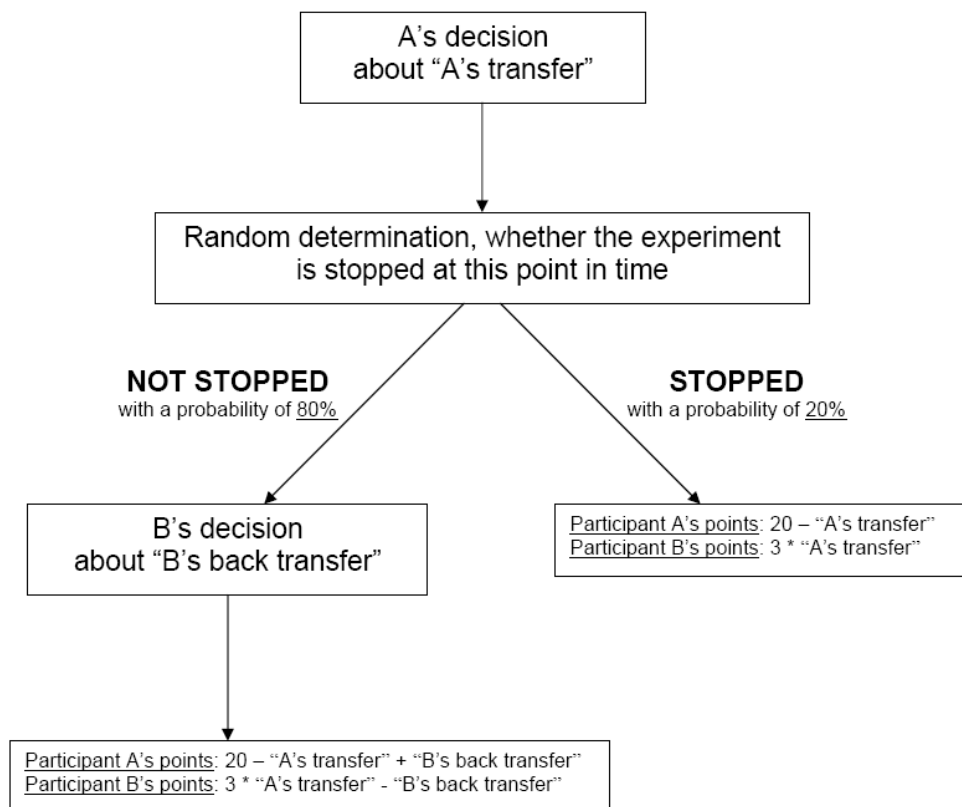 A’s decision
about “A’s transfer”
Random determination, whether the experiment
is stopped at this point in time
NOT STOPPED
with a probability of 80%
STOPPED
with a probability of 20%
B’s decision
about “B’s back transfer”
Participant A’s points: 20 – “A’s transfer”
Participant B’s points: 3 * “A’s transfer”
Participant A’s points: 20 – “A’s transfer” + “B’s back transfer”
Participant B’s points: 3 * “A’s transfer” - “B’s back transfer”